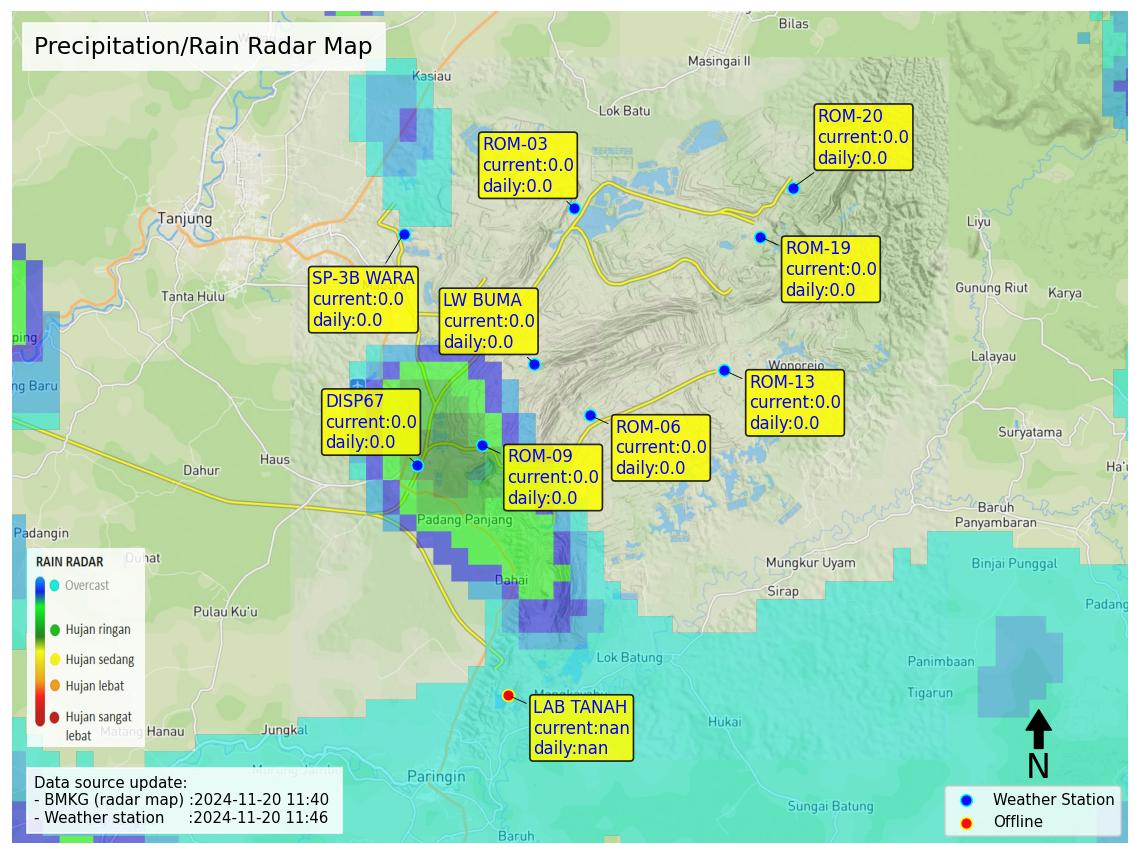 Precipitation/Rain Radar Map
Bilas
Masingai II
Kasiau
Lok Batu
ROM-20
current:0.0
daily:0.0
ROM-03
current:0.0
daily:0.0
Tanjung
Liyu
SP-3B WARA
current:0.0
daily:0.0
ROM-19
current:0.0
daily:0.0
Tanta Hulu
LW BUMA
current:0.0
daily:0.0
Gunung Riut
Karya
ping
Lalayau
Wonorejo
ng Baru
ROM-13
current:0.0
daily:0.0
DISP67
current:0.0
daily:0.0
ROM-06
current:0.0
daily:0.0
Suryatama
ROM-09
current:0.0
daily:0.0
Haus
Dahur
Ha'u
Baruh
Panyambaran
Padang Panjang
Padangin
Duhat
Mungkur Uyam
Binjai Punggal
Dahai
Sirap
Padang
RAIN RADAR
Overcast
Hujan ringan
Hujan sedang
Hujan lebat
Hujan sangat
lebat
Pulau Ku'u
Lok Batung
Panimbaan
Tigarun
LAB TANAH
current:nan
daily:nan
Hukai
Matang Hanau
Jungkal
N
Paringin
Sungai Batung
Baruh
Data source update:
- BMKG (radar map) :2024-11-20 11:40
- Weather station :2024-11-20 11:46
Weather Station
Offline